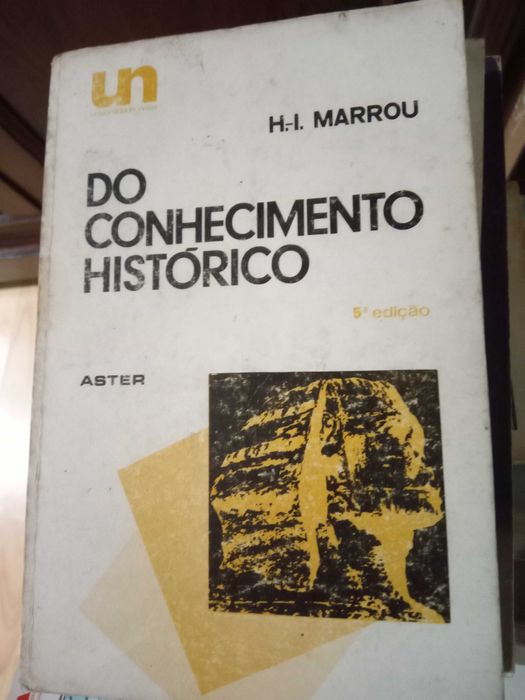 un
H.-I. MARROU
DO
CONHECIMENTO
HISTÓRICO
5ª edição
ASTER